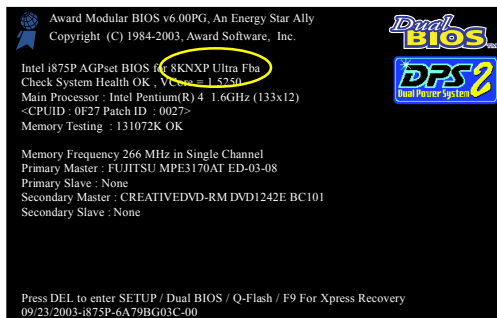 Award Modular BIOS v6.00PG, An Energy Star Ally
Copyright (C) 1984-2003, Award Software, Inc.
Dual
BIOS
Intel i875P AGPset BIOS for 8KNXP Ultra Fba
Check System Health OK , VCore = 1.5250
Main Processor : Intel Pentium(R) 4 1.6GHz (133x12)
<CPUID : 0F27 Patch ID : 0027>
Memory Testing : 131072K OK
DPS2
Dual Power System
Memory Frequency 266 MHz in Single Channel
Primary Master : FUJITSU MPE3170AT ED-03-08
Primary Slave : None
Secondary Master : CREATIVEDVD-RM DVD1242E BC101
Secondary Slave : None
Press DEL to enter SETUP / Dual BIOS / Q-Flash / F9 For Xpress Recovery
09/23/2003-i875P-6A79BG03C-00